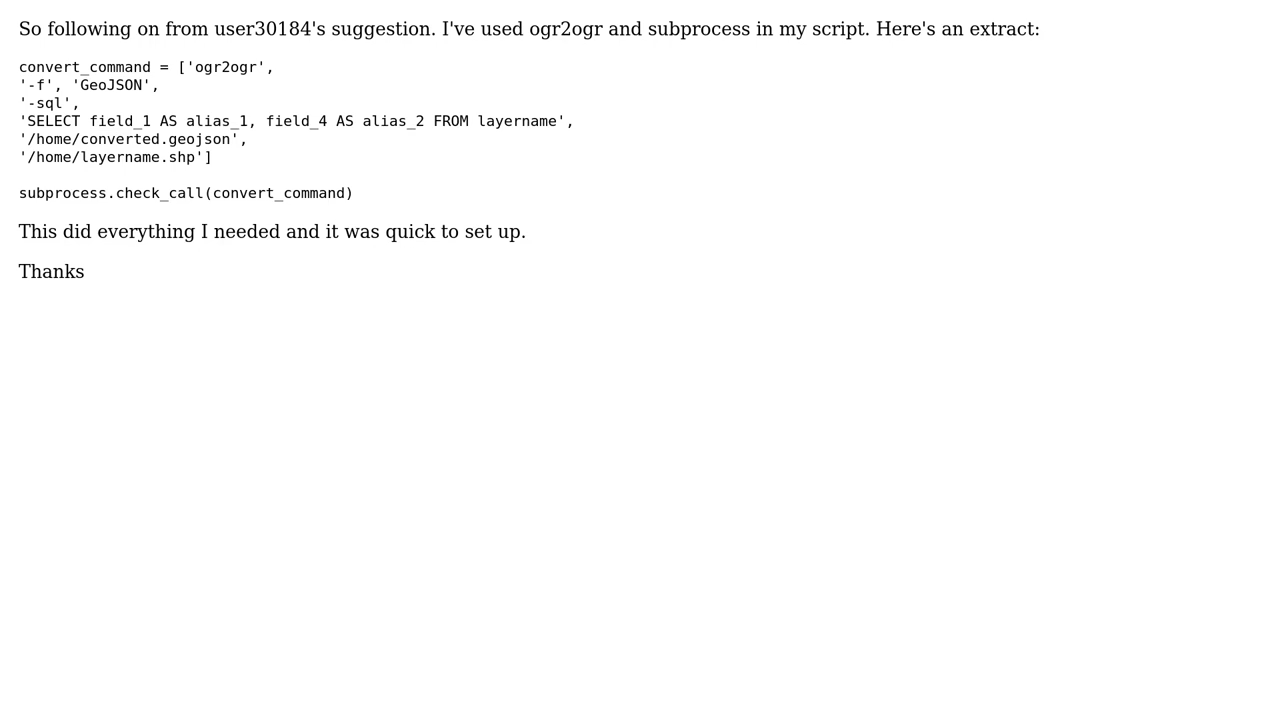 So following on from user30184's suggestion. I've used ogr2ogr and subprocess in my script. Here's an extract:
convert_command = ['ogr2ogr',
'-f', 'GeoJSON',
'-sql',
'SELECT field_1 AS alias_1, field_4 AS alias_2 FROM layername',
'/home/converted.geojson',
'/home/layername.shp']
subprocess.check_call(convert_command)
This did everything I needed and it was quick to set up.
Thanks